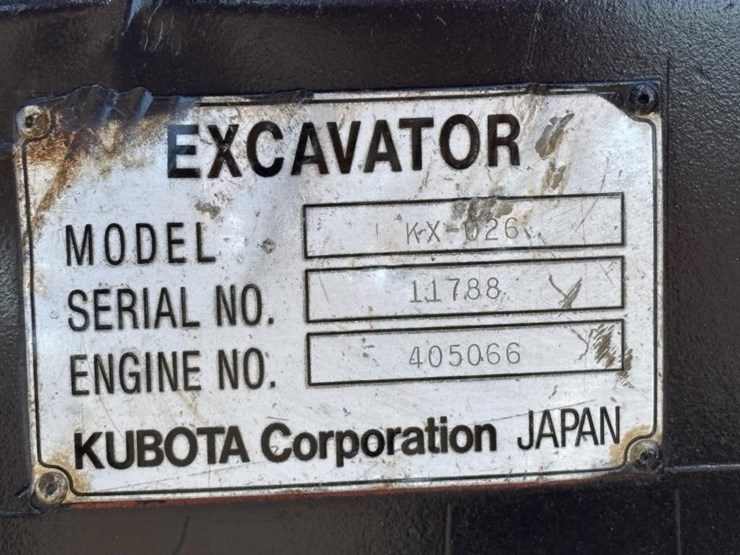 EXCAVATOR
MODEL KX-026
SERIAL NO. 11788
ENGINE NO. 405066
KUBOTA Corporation JAPAN